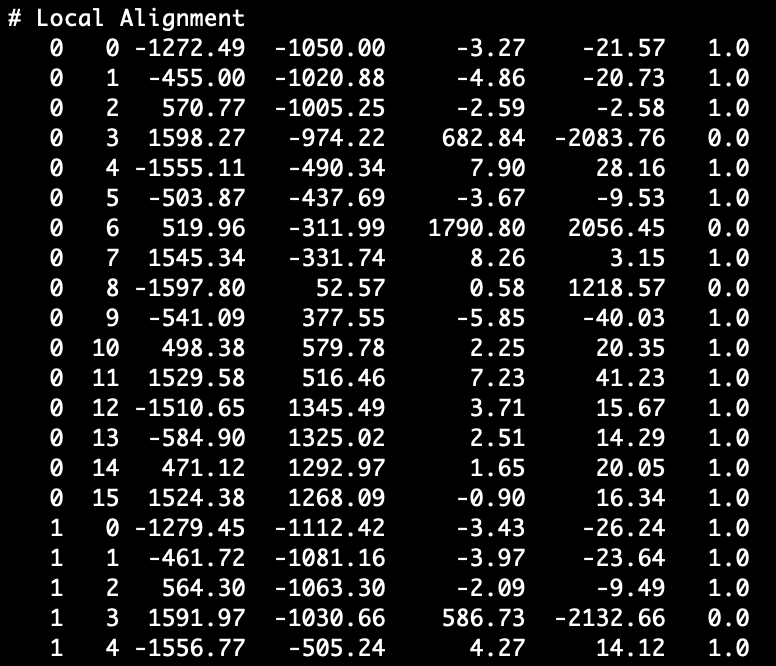 # Local Alignment
0 0 -1272.49 -1050.00 -3.27 -21.57 1.0
0 1 -455.00 -1020.88 -4.86 -20.73 1.0
0 2 570.77 -1005.25 -2.59 -2.58 1.0
0 3 1598.27 -974.22 682.84 -2083.76 0.0
0 4 -1555.11 -490.34 7.90 28.16 1.0
0 5 -503.87 -437.69 -3.67 -9.53 1.0
0 6 519.96 -311.99 1790.80 2056.45 0.0
0 7 1545.34 -331.74 8.26 3.15 1.0
0 8 -1597.80 52.57 0.58 1218.57 0.0
0 9 -541.09 377.55 -5.85 -40.03 1.0
0 10 498.38 579.78 2.25 20.35 1.0
0 11 1529.58 516.46 7.23 41.23 1.0
0 12 -1510.65 1345.49 3.71 15.67 1.0
0 13 -584.90 1325.02 2.51 14.29 1.0
0 14 471.12 1292.97 1.65 20.05 1.0
0 15 1524.38 1268.09 -0.90 16.34 1.0
1 0 -1279.45 -1112.42 -3.43 -26.24 1.0
1 1 -461.72 -1081.16 -3.97 -23.64 1.0
1 2 564.30 -1063.30 -2.09 -9.49 1.0
1 3 1591.97 -1030.66 586.73 -2132.66 0.0
1 4 -1556.77 -505.24 4.27 14.12 1.0